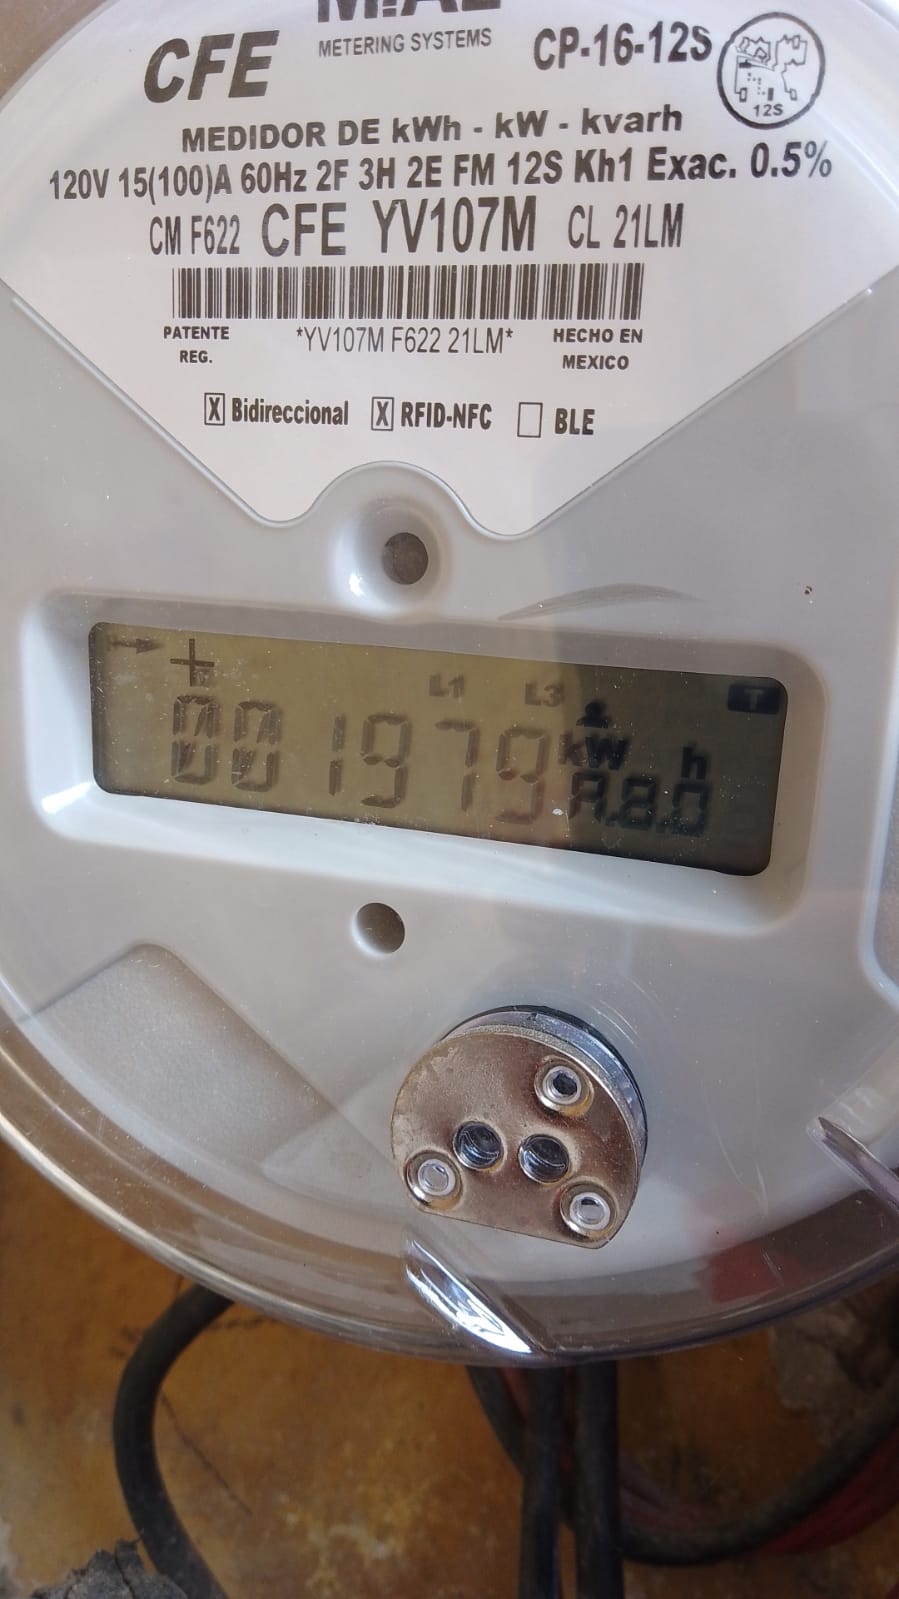 CFE
METERING SYSTEMS
CP-16-12S
12S
MEDIDOR DE kWh - kW - kvarh
120V 15(100)A 60Hz 2F 3H 2E FM 12S Kh1 Exac. 0.5%
CM F622 CFE YV107M CL 21LM
PATENTE REG.
*YV107M F622 21LM*
HECHO EN MEXICO
X Bidireccional X RFID-NFC BLE
L1 L3 T
001979 kW h
A.8.0